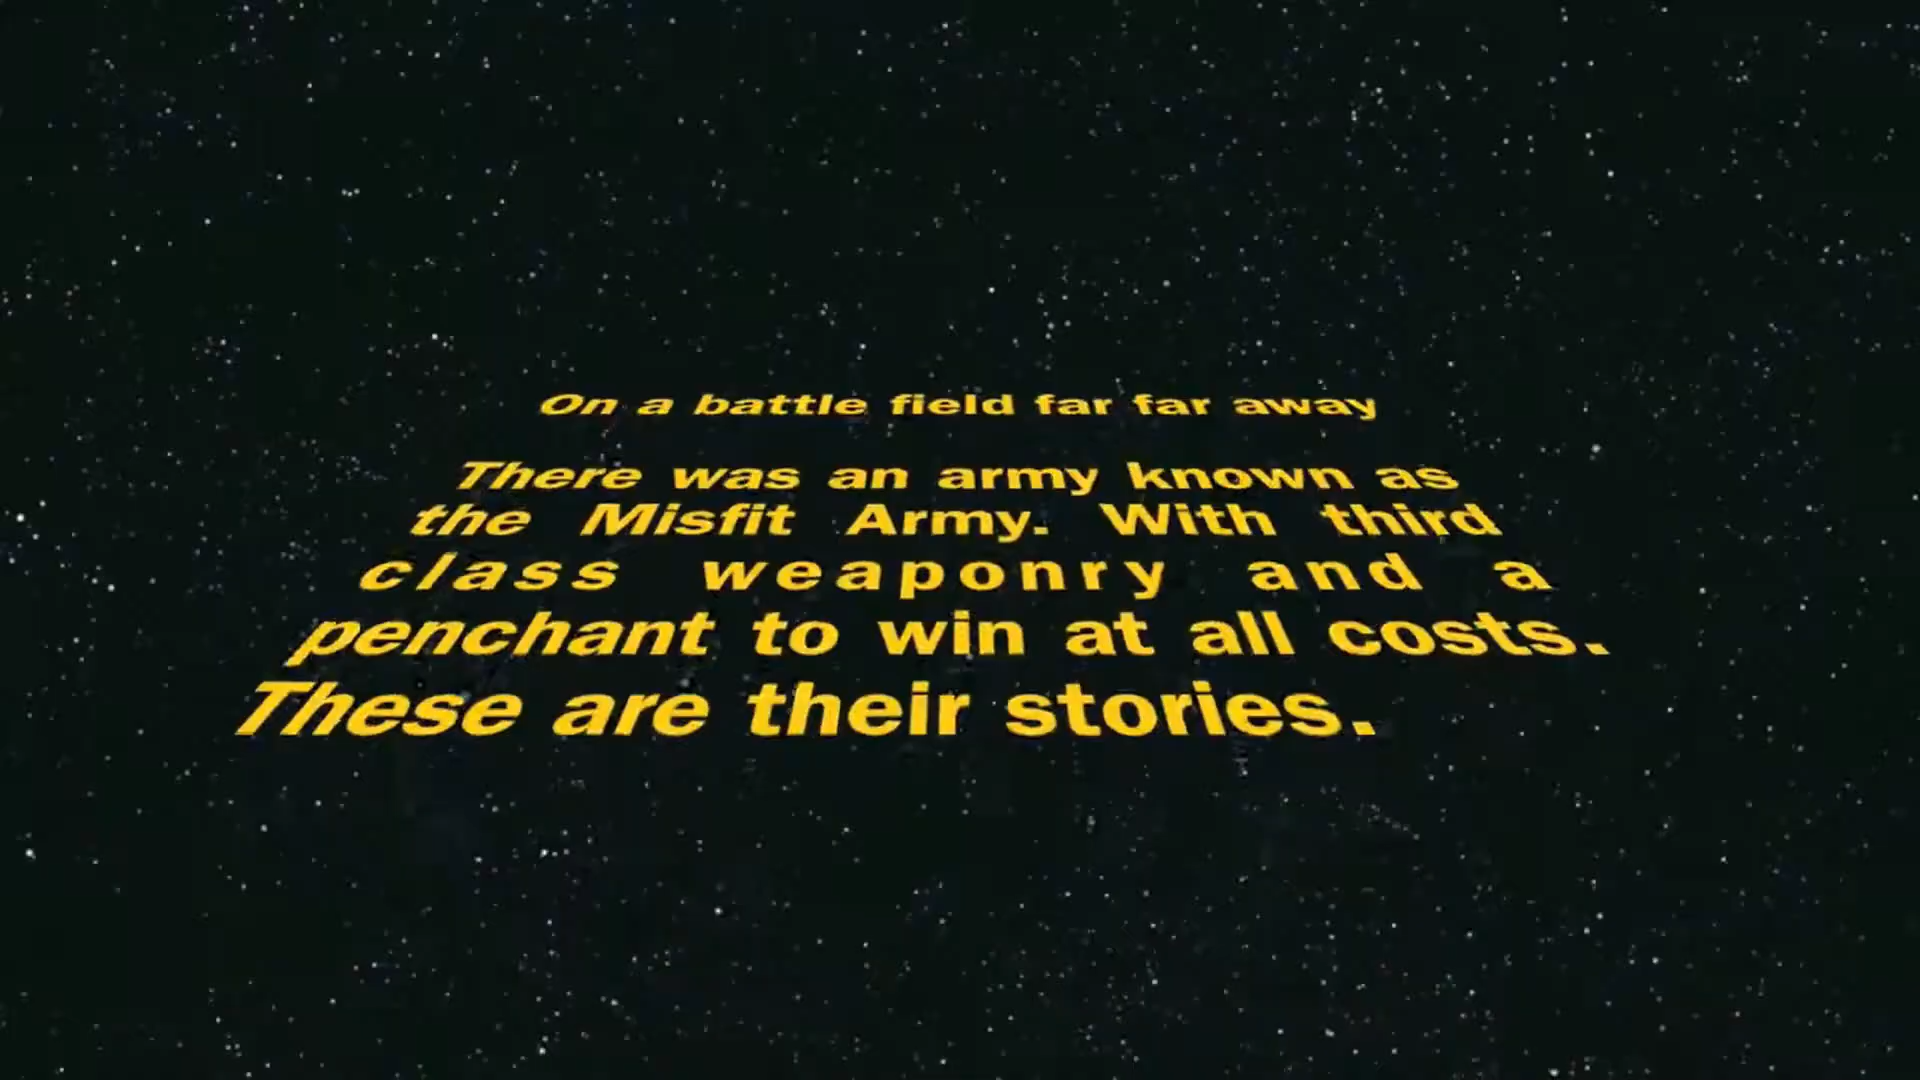 On a battle field far far away
There was an army known as
the Misfit Army. With third
class weaponry and a
penchant to win at all costs.
These are their stories.